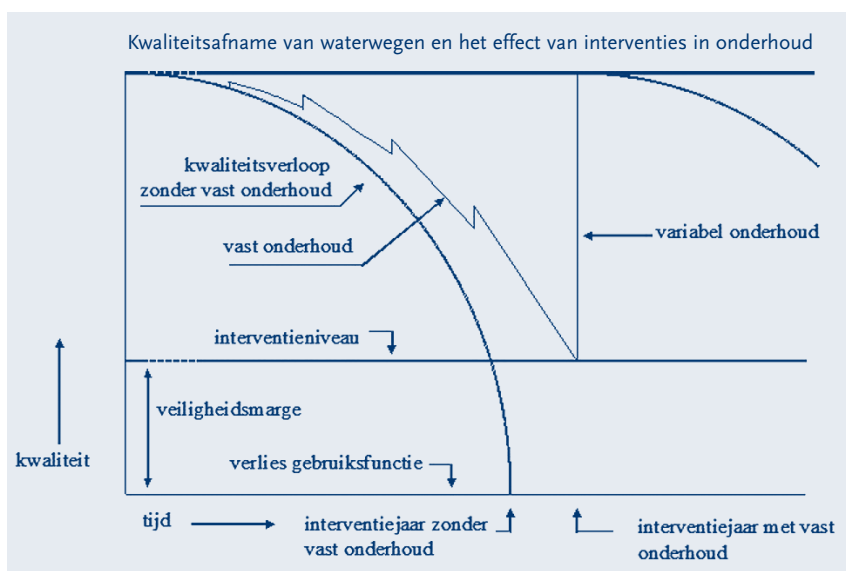 Kwaliteitsafname van waterwegen en het effect van interventies in onderhoud
kwaliteitsverloop
zonder vast onderhoud
vast onderhoud
variabel onderhoud
interventieniveau
veiligheidsmarge
kwaliteit
verlies gebruiksfunctie
tijd
interventiejaar zonder
vast onderhoud
interventiejaar met vast
onderhoud